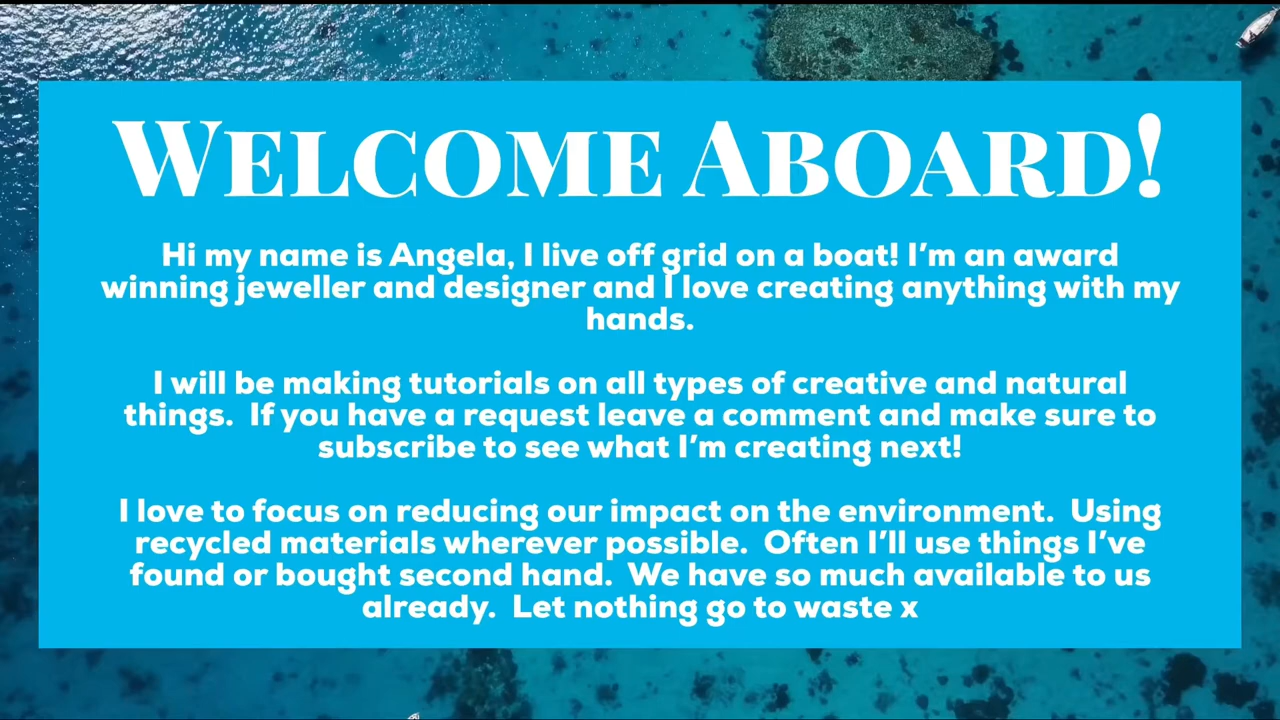 WELCOME ABOARD!
Hi my name is Angela, I live off grid on a boat! I’m an award
winning jeweller and designer and I love creating anything with my
hands.
I will be making tutorials on all types of creative and natural
things.  If you have a request leave a comment and make sure to
subscribe to see what I’m creating next!
I love to focus on reducing our impact on the environment.  Using
recycled materials wherever possible.  Often I’ll use things I’ve
found or bought second hand.  We have so much available to us
already.  Let nothing go to waste x